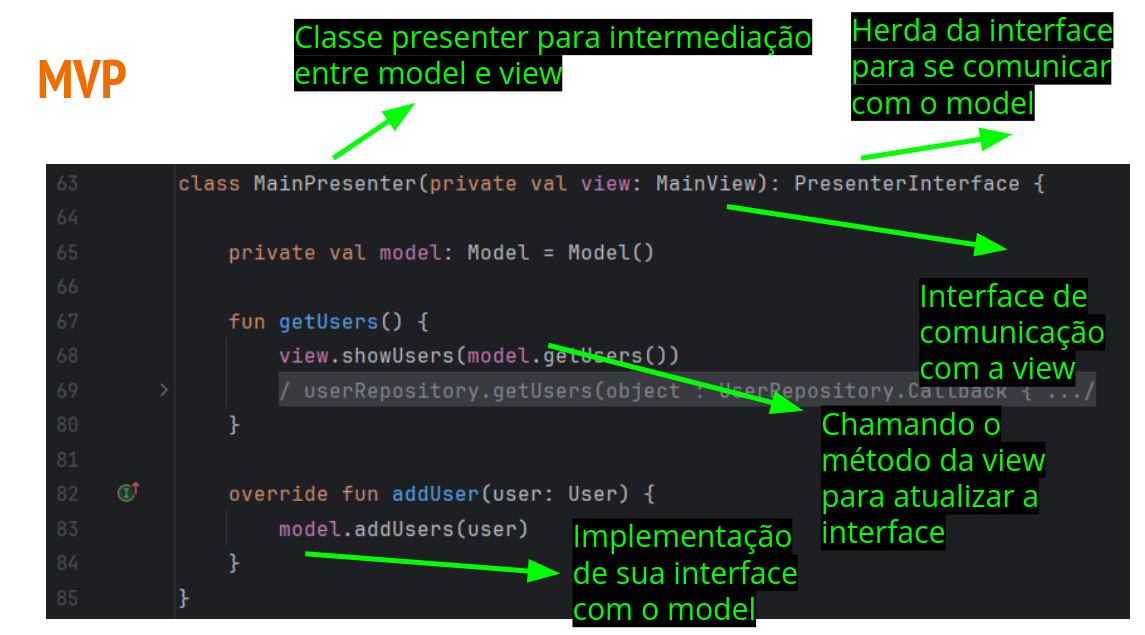 MVP
Classe presenter para intermediação
entre model e view
Herda da interface
para se comunicar
com o model
63 class MainPresenter(private val view: MainView): PresenterInterface {
64
65 private val model: Model = Model()
66
67 fun getUsers() {
68 view.showUsers(model.getUsers())
69 / userRepository.getUsers(object : UserRepository.Callback { .../
80 }
81
82 override fun addUser(user: User) {
83 model.addUsers(user)
84 }
85 }
Interface de
comunicação
com a view
Chamando o
método da view
para atualizar a
interface
Implementação
de sua interface
com o model